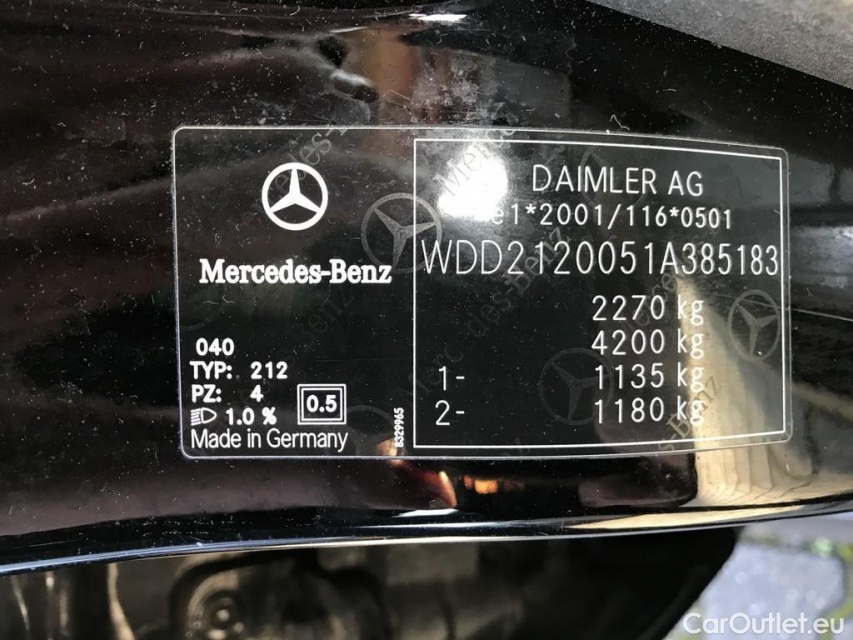 Mercedes-Benz
040
TYP: 212
PZ: 4
1.0 %
0.5
Made in Germany
8329965
DAIMLER AG
e1*2001/116*0501
WDD2120051A385183
2270 kg
4200 kg
1- 1135 kg
2- 1180 kg
CarOutlet.eu